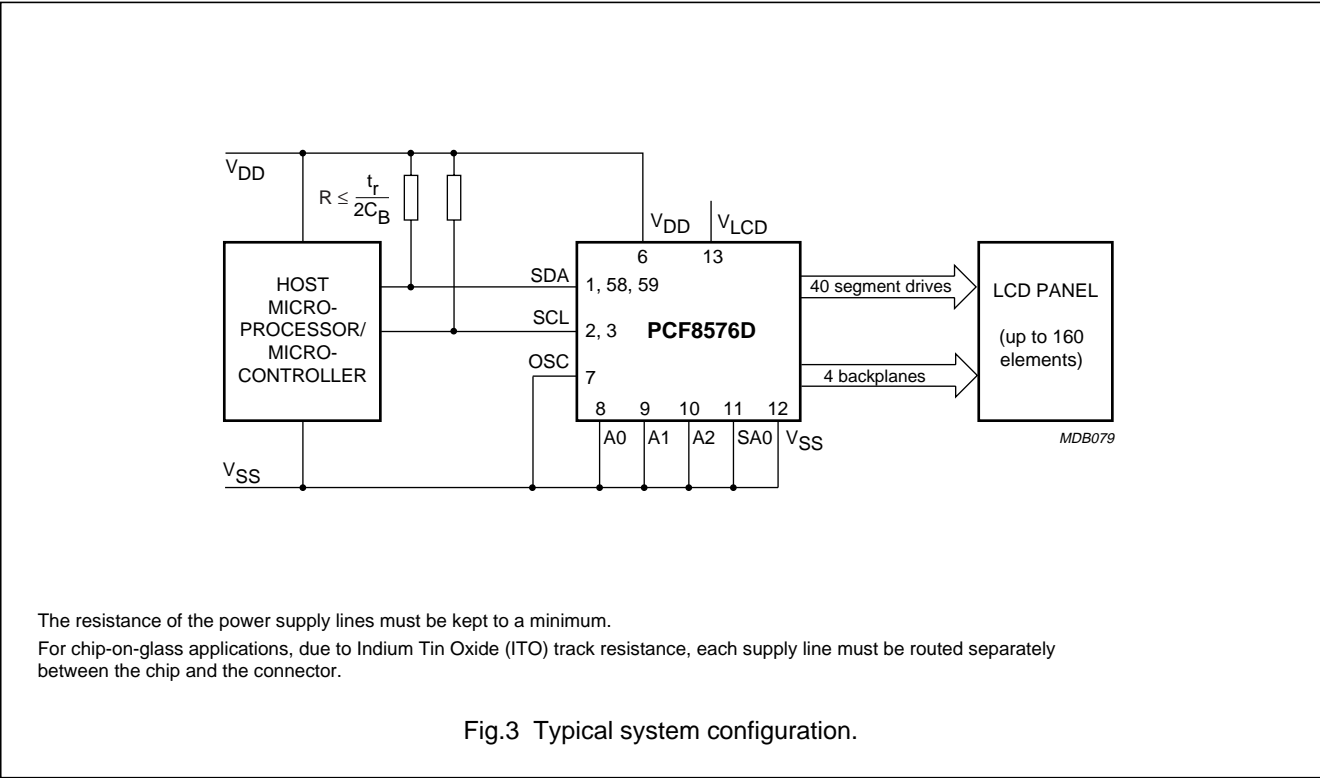 VDD
R ≤ tr
2CB
VDD
VLCD
6
13
HOST
MICRO-
PROCESSOR/
MICRO-
CONTROLLER
SDA
1, 58, 59
SCL
2, 3
PCF8576D
OSC
7
8
9
10
11
12
A0
A1
A2
SA0
VSS
40 segment drives
4 backplanes
LCD PANEL
(up to 160
elements)
MDB079
VSS
The resistance of the power supply lines must be kept to a minimum.
For chip-on-glass applications, due to Indium Tin Oxide (ITO) track resistance, each supply line must be routed separately
between the chip and the connector.
Fig.3 Typical system configuration.